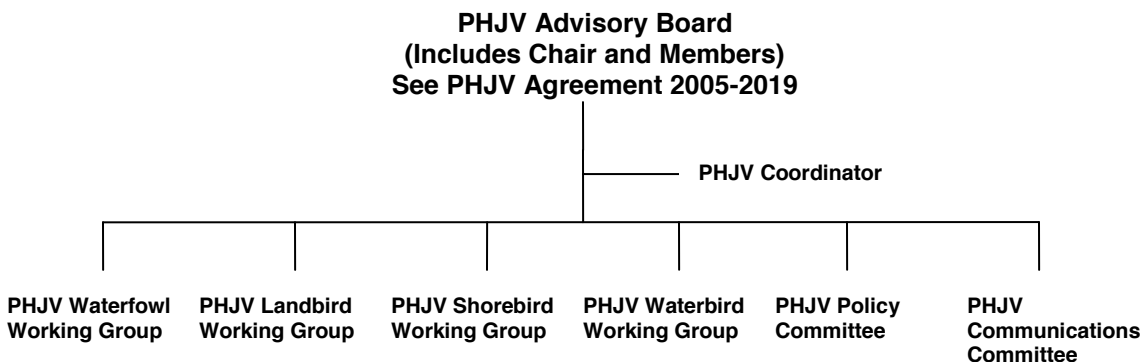 PHJV Advisory Board
(Includes Chair and Members)
See PHJV Agreement 2005-2019
PHJV Coordinator
PHJV Waterfowl
Working Group
PHJV Landbird
Working Group
PHJV Shorebird
Working Group
PHJV Waterbird
Working Group
PHJV Policy
Committee
PHJV
Communications
Committee